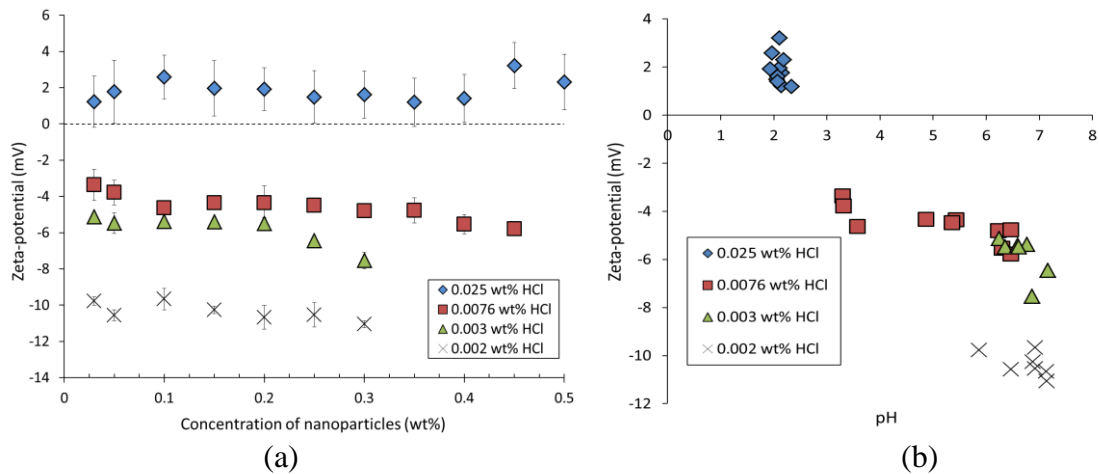 6
4
2
0
-2
-4
-6
-8
-10
-12
-14
Zeta-potential (mV)
0 0.1 0.2 0.3 0.4 0.5
Concentration of nanoparticles (wt%)
0.025 wt% HCl
0.0076 wt% HCl
0.003 wt% HCl
0.002 wt% HCl
(a)
4
2
0
-2
-4
-6
-8
-10
-12
Zeta-potential (mV)
0 1 2 3 4 5 6 7 8
pH
0.025 wt% HCl
0.0076 wt% HCl
0.003 wt% HCl
0.002 wt% HCl
(b)